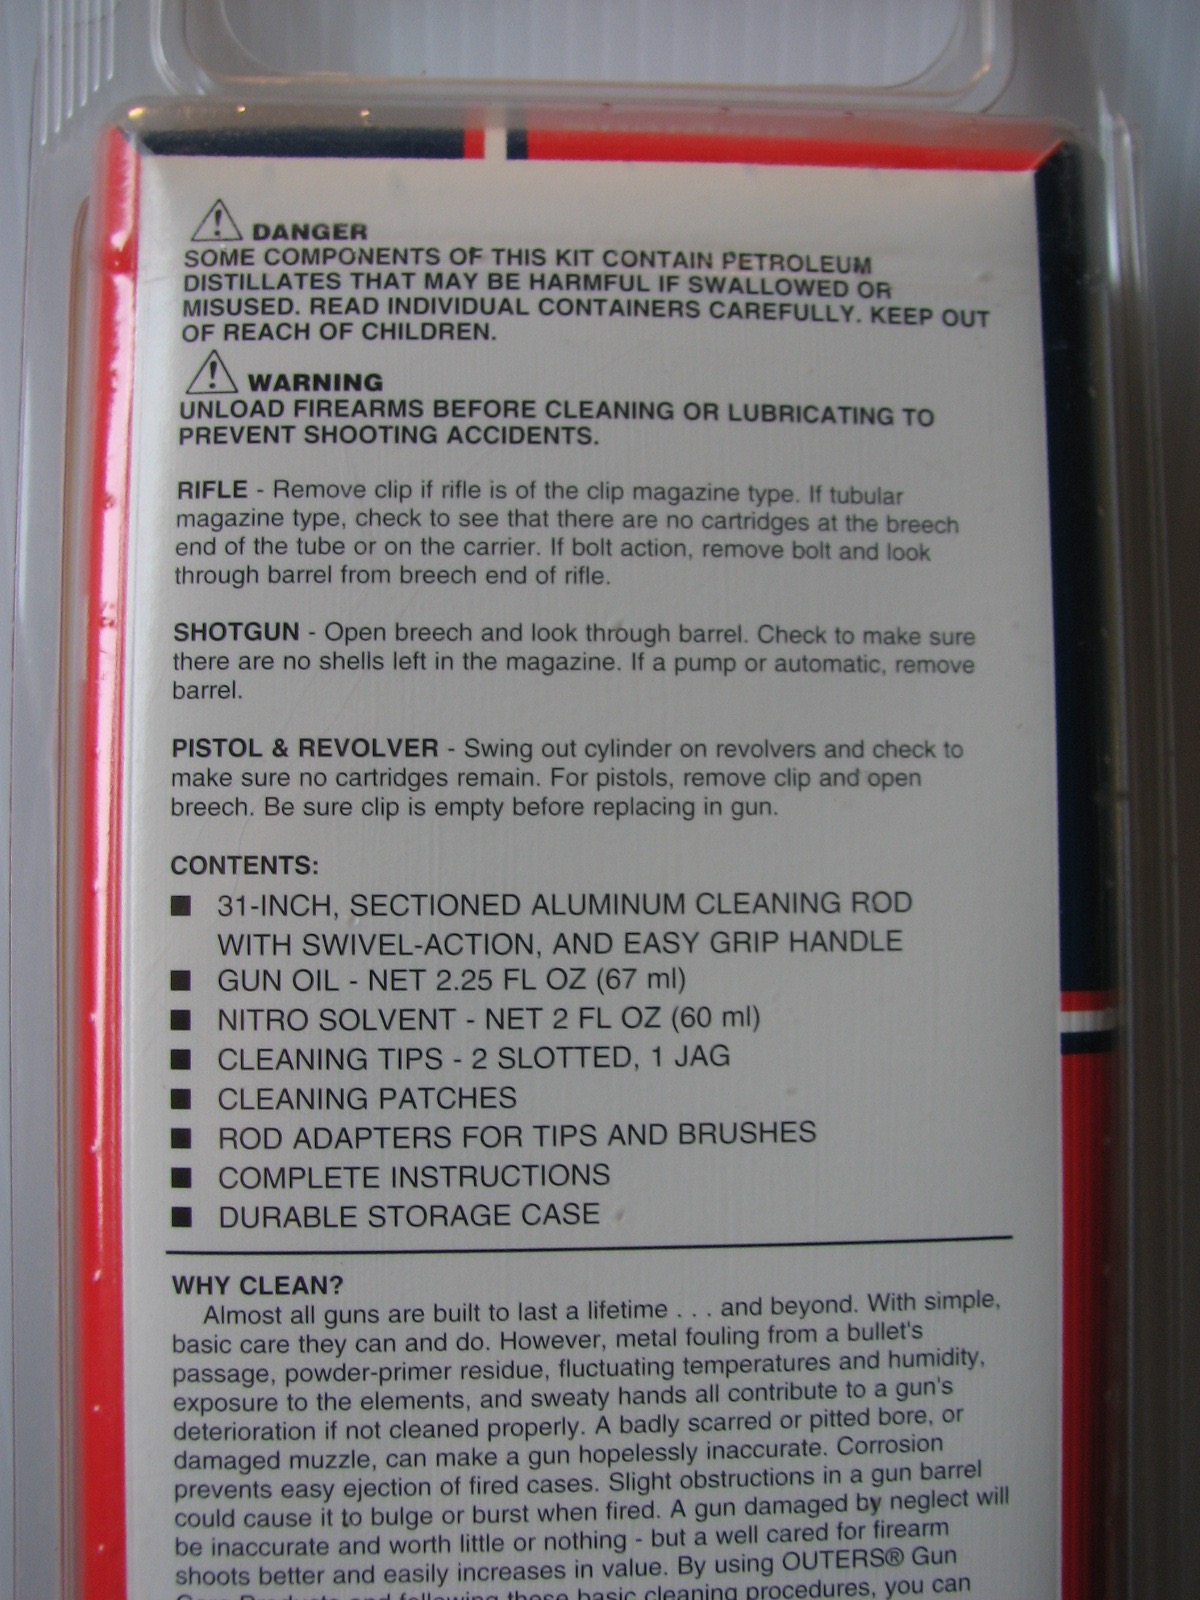 DANGER
SOME COMPONENTS OF THIS KIT CONTAIN PETROLEUM
DISTILLATES THAT MAY BE HARMFUL IF SWALLOWED OR
MISUSED. READ INDIVIDUAL CONTAINERS CAREFULLY. KEEP OUT
OF REACH OF CHILDREN.
WARNING
UNLOAD FIREARMS BEFORE CLEANING OR LUBRICATING TO
PREVENT SHOOTING ACCIDENTS.
RIFLE - Remove clip if rifle is of the clip magazine type. If tubular
magazine type, check to see that there are no cartridges at the breech
end of the tube or on the carrier. If bolt action, remove bolt and look
through barrel from breech end of rifle.
SHOTGUN - Open breech and look through barrel. Check to make sure
there are no shells left in the magazine. If a pump or automatic, remove
barrel.
PISTOL & REVOLVER - Swing out cylinder on revolvers and check to
make sure no cartridges remain. For pistols, remove clip and open
breech. Be sure clip is empty before replacing in gun.
CONTENTS:
■ 31-INCH, SECTIONED ALUMINUM CLEANING ROD
WITH SWIVEL-ACTION, AND EASY GRIP HANDLE
■ GUN OIL - NET 2.25 FL OZ (67 ml)
■ NITRO SOLVENT - NET 2 FL OZ (60 ml)
■ CLEANING TIPS - 2 SLOTTED, 1 JAG
■ CLEANING PATCHES
■ ROD ADAPTERS FOR TIPS AND BRUSHES
■ COMPLETE INSTRUCTIONS
■ DURABLE STORAGE CASE
WHY CLEAN?
Almost all guns are built to last a lifetime . . . and beyond. With simple,
basic care they can and do. However, metal fouling from a bullet's
passage, powder-primer residue, fluctuating temperatures and humidity,
exposure to the elements, and sweaty hands all contribute to a gun's
deterioration if not cleaned properly. A badly scarred or pitted bore, or
damaged muzzle, can make a gun hopelessly inaccurate. Corrosion
prevents easy ejection of fired cases. Slight obstructions in a gun barrel
could cause it to bulge or burst when fired. A gun damaged by neglect will
be inaccurate and worth little or nothing - but a well cared for firearm
shoots better and easily increases in value. By using OUTERS® Gun
Care Products and following these basic cleaning procedures, you can